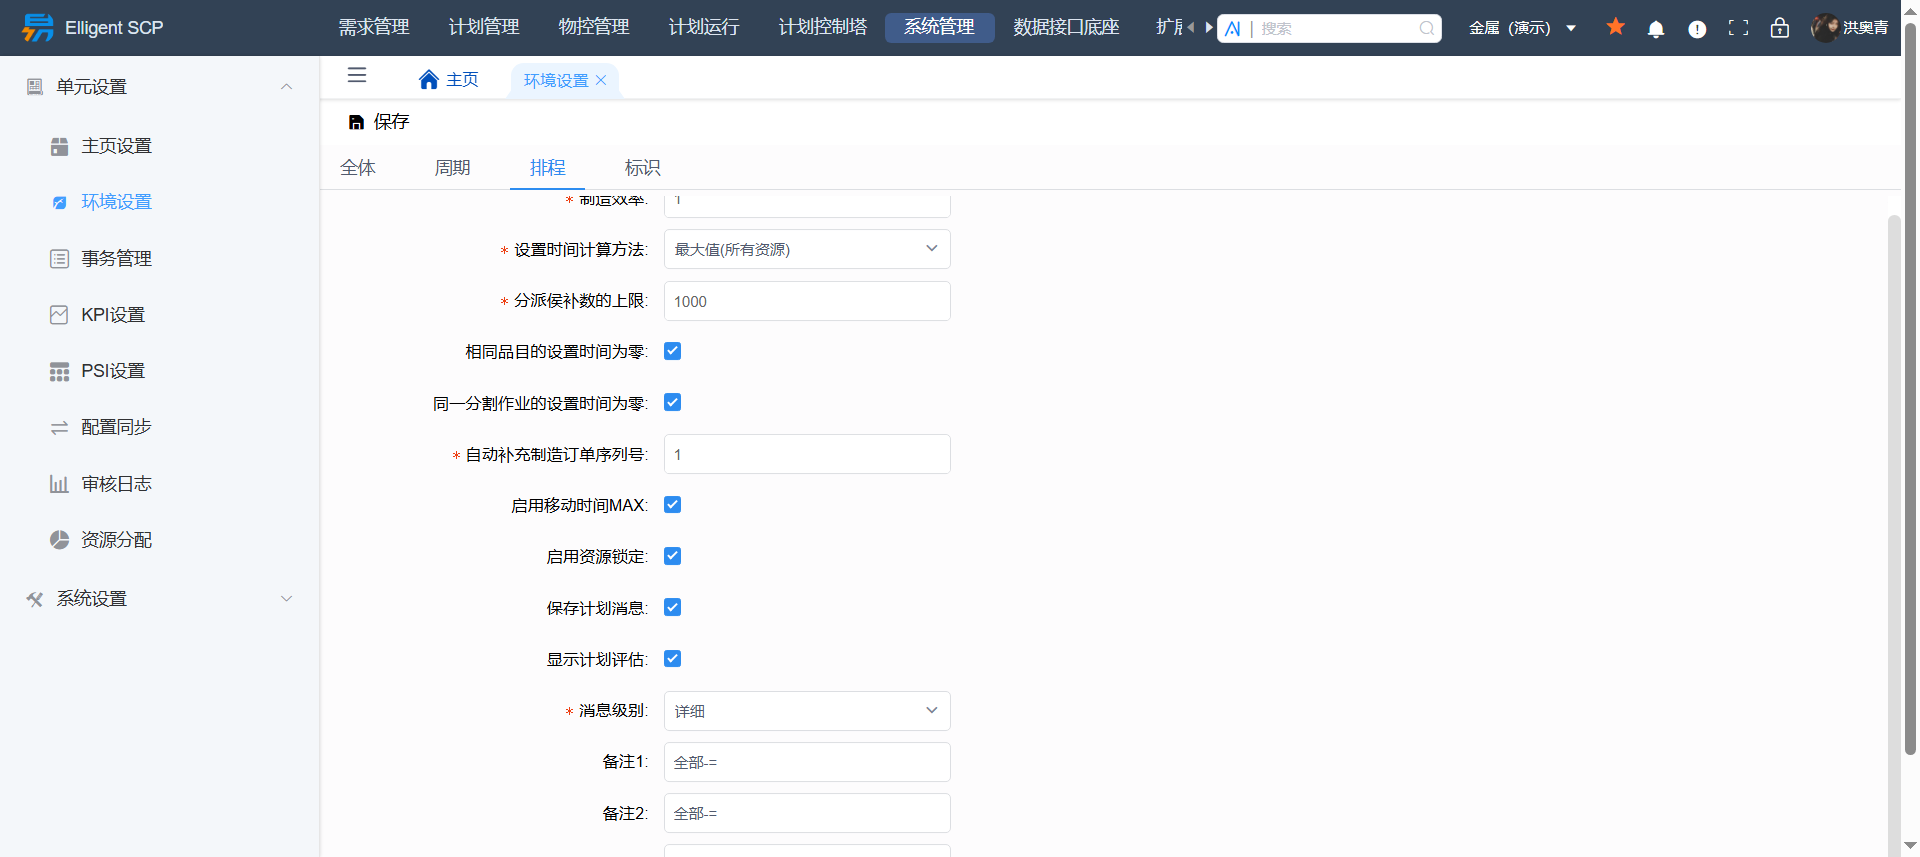 Elligent SCP
需求管理
计划管理
物控管理
计划运行
计划控制塔
系统管理
数据接口底座
AI
搜索
金属（演示）
洪奥青
单元设置
主页设置
环境设置
事务管理
KPI设置
PSI设置
配置同步
审核日志
资源分配
系统设置
主页
环境设置
保存
全体
周期
排程
标识
* 制造效率: 1
* 设置时间计算方法: 最大值(所有资源)
* 分派侯补数的上限: 1000
相同品目的设置时间为零:
同一分割作业的设置时间为零:
* 自动补充制造订单序列号: 1
启用移动时间MAX:
启用资源锁定:
保存计划消息:
显示计划评估:
* 消息级别: 详细
备注1: 全部-=
备注2: 全部-=